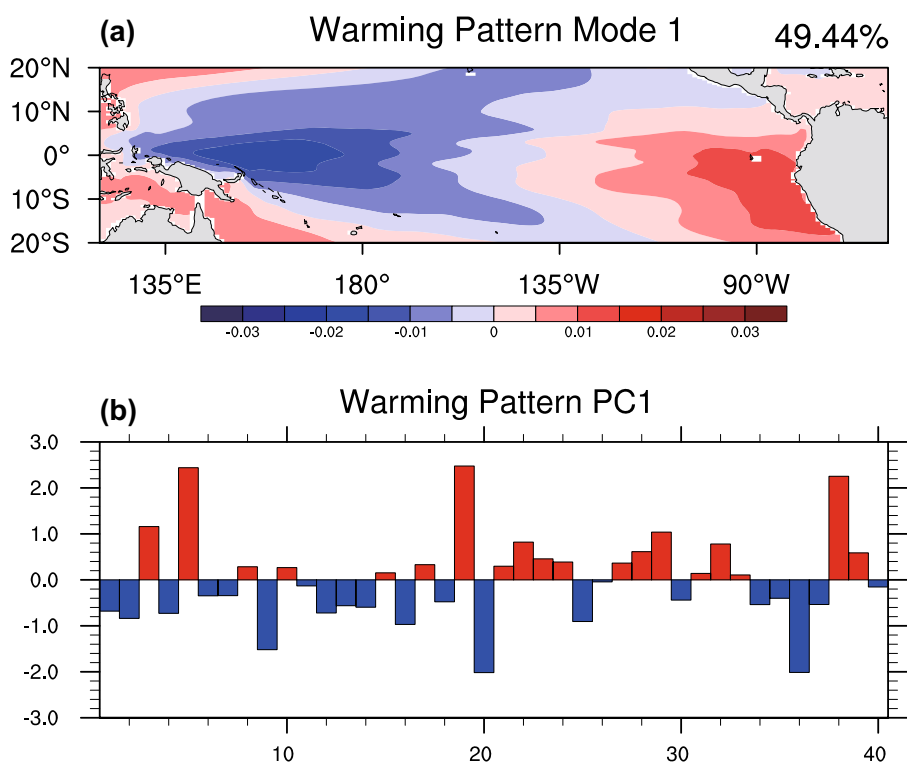 (a) Warming Pattern Mode 1 49.44%
20°N
10°N
0°
10°S
20°S
135°E 180° 135°W 90°W
-0.03 -0.02 -0.01 0 0.01 0.02 0.03
(b) Warming Pattern PC1
3.0
2.0
1.0
0.0
-1.0
-2.0
-3.0
10 20 30 40